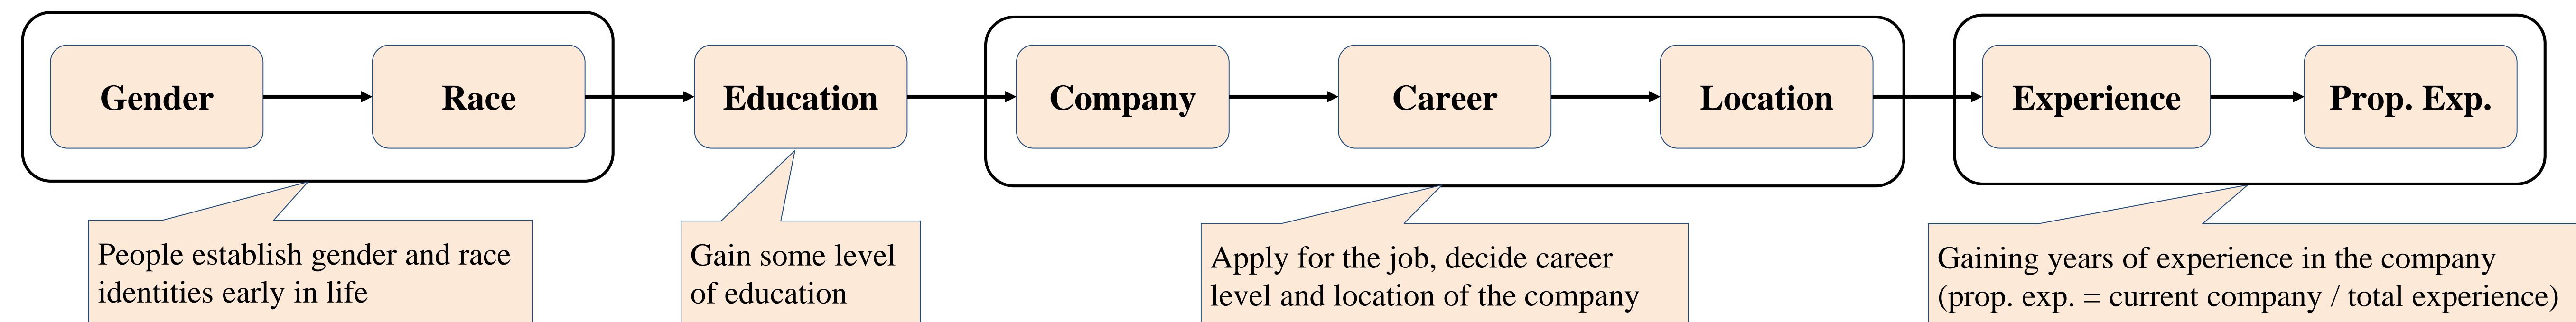 Gender
Race
Education
Company
Career
Location
Experience
Prop. Exp.
People establish gender and race
identities early in life
Gain some level
of education
Apply for the job, decide career
level and location of the company
Gaining years of experience in the company
(prop. exp. = current company / total experience)